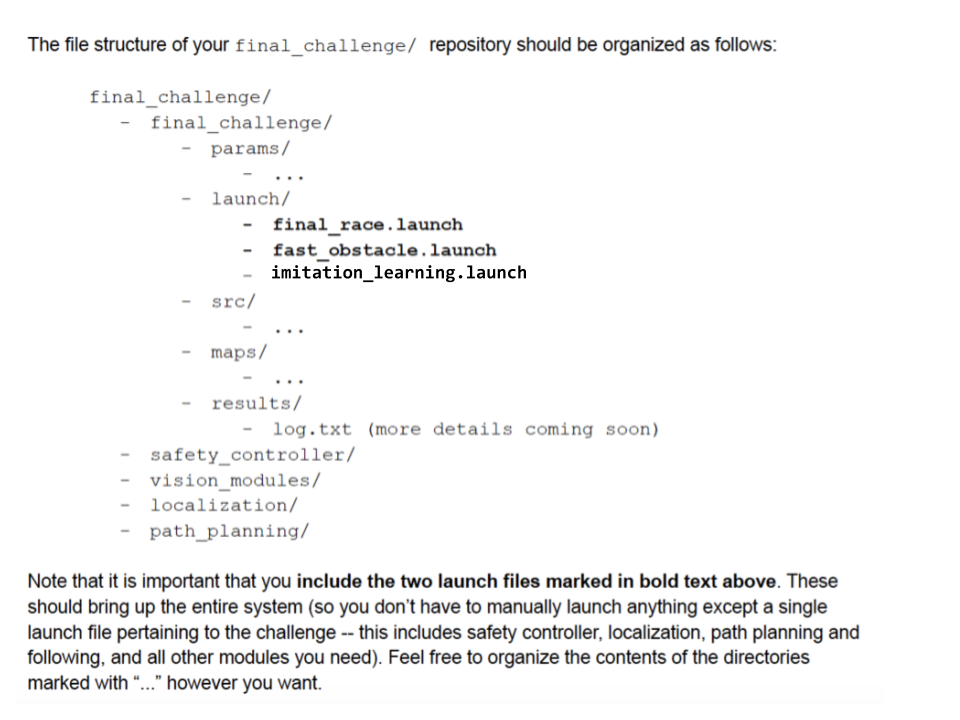 The file structure of your final_challenge/ repository should be organized as follows:
final_challenge/
- final_challenge/
- params/
- ...
- launch/
- final_race.launch
- fast_obstacle.launch
- imitation_learning.launch
- src/
- ...
- maps/
- ...
- results/
- log.txt (more details coming soon)
- safety_controller/
- vision_modules/
- localization/
- path_planning/
Note that it is important that you include the two launch files marked in bold text above. These
should bring up the entire system (so you don't have to manually launch anything except a single
launch file pertaining to the challenge -- this includes safety controller, localization, path planning and
following, and all other modules you need). Feel free to organize the contents of the directories
marked with “...” however you want.